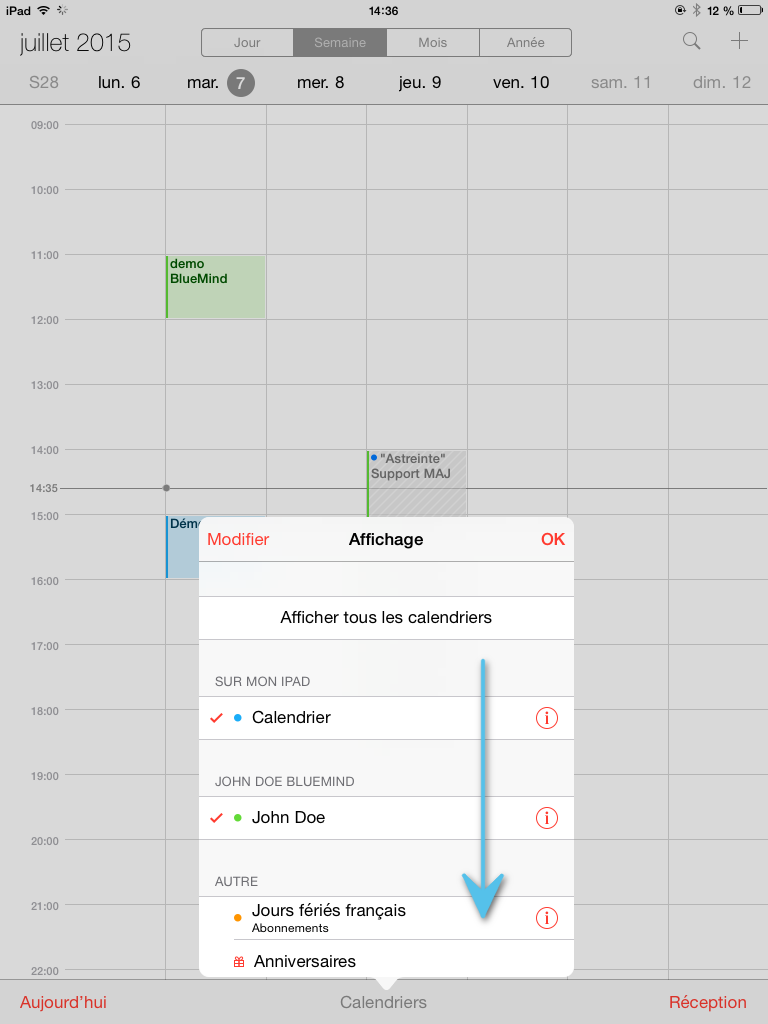 iPad 14:36 12 %
juillet 2015 Jour Semaine Mois Année
S28 lun. 6 mar. 7 mer. 8 jeu. 9 ven. 10 sam. 11 dim. 12
09:00
10:00
11:00
demo
BlueMind
12:00
13:00
14:00
"Astreinte"
Support MAJ
14:35
15:00
Dém
Modifier Affichage OK
16:00
Afficher tous les calendriers
17:00
SUR MON IPAD
18:00
Calendrier
19:00
JOHN DOE BLUEMIND
John Doe
20:00
AUTRE
21:00
Jours fériés français
Abonnements
Anniversaires
22:00
Aujourd’hui Calendriers Réception